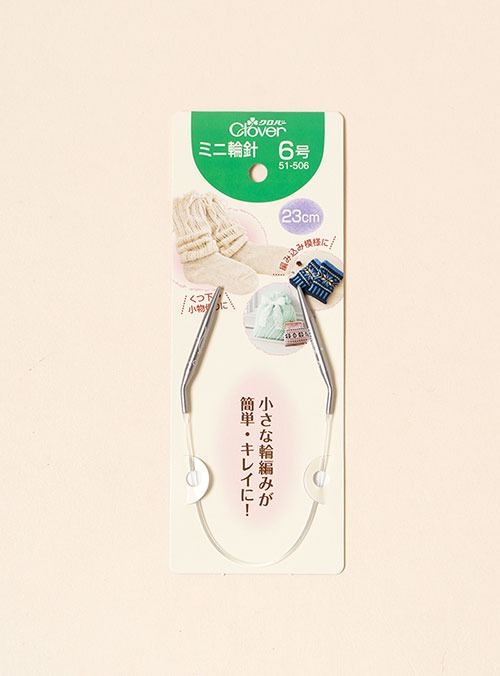 クロバー
Clover
ミニ輪針 6号
51-506
23cm
編み込み模様に
くつ下・
小物作りに
小さな輪編みが
簡単・キレイに!